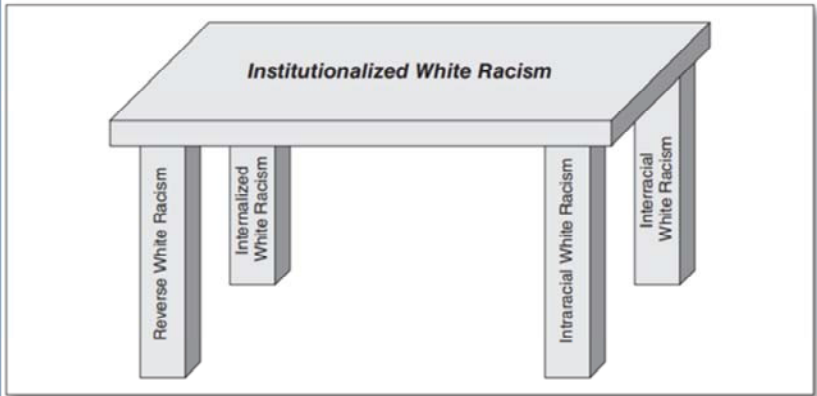 Institutionalized White Racism
Reverse White Racism
Internalized
White Racism
Intraracial White Racism
Interracial
White Racism